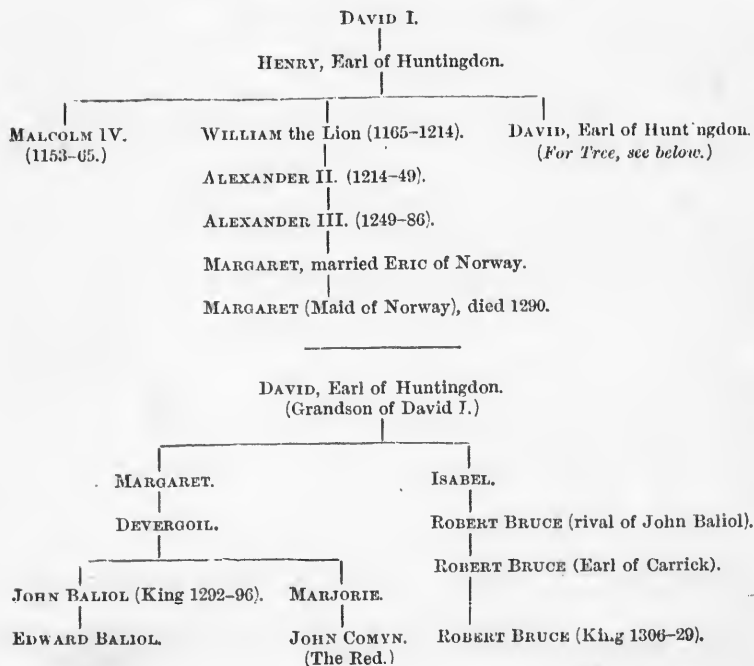 DAVID I.
HENRY, Earl of Huntingdon.
MALCOLM IV. WILLIAM the Lion (1165-1214). DAVID, Earl of Hunt ngdon.
(1153-65.) (For Tree, see below.)
ALEXANDER II. (1214-49).
ALEXANDER III. (1249-86).
MARGARET, married ERIC of Norway.
MARGARET (Maid of Norway), died 1290.
DAVID, Earl of Huntingdon.
(Grandson of David I.)
MARGARET. ISABEL.
DEVERGOIL. ROBERT BRUCE (rival of John Baliol).
ROBERT BRUCE (Earl of Carrick).
JOHN BALIOL (King 1292-96). MARJORIE.
EDWARD BALIOL. JOHN COMYN. ROBERT BRUCE (King 1306-29).
(The Red.)